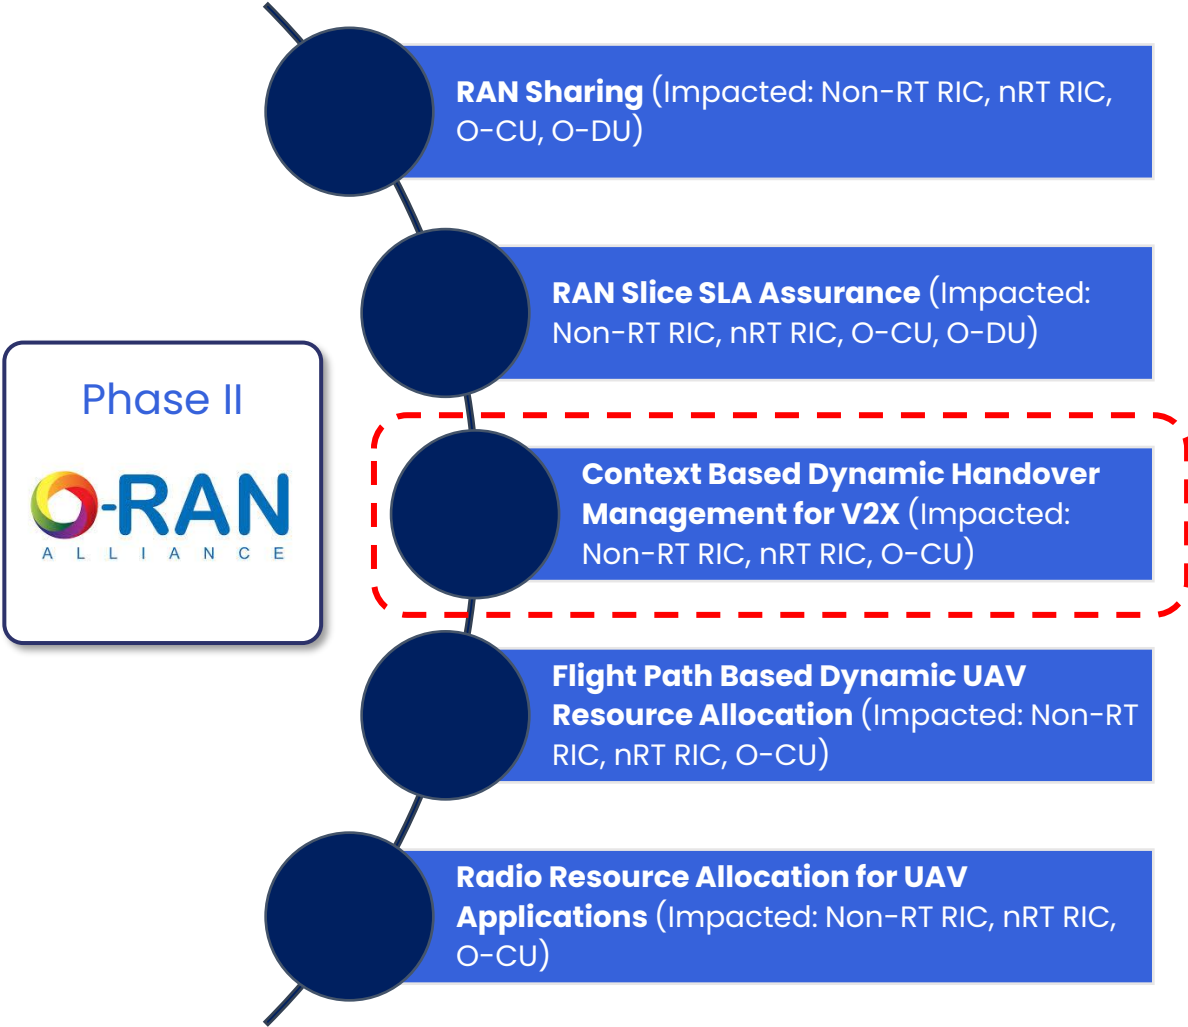 RAN Sharing (Impacted: Non-RT RIC, nRT RIC,
O-CU, O-DU)
RAN Slice SLA Assurance (Impacted:
Non-RT RIC, nRT RIC, O-CU, O-DU)
Phase II
O-RAN
ALLIANCE
Context Based Dynamic Handover
Management for V2X (Impacted:
Non-RT RIC, nRT RIC, O-CU)
Flight Path Based Dynamic UAV
Resource Allocation (Impacted: Non-RT
RIC, nRT RIC, O-CU)
Radio Resource Allocation for UAV
Applications (Impacted: Non-RT RIC, nRT RIC,
O-CU)